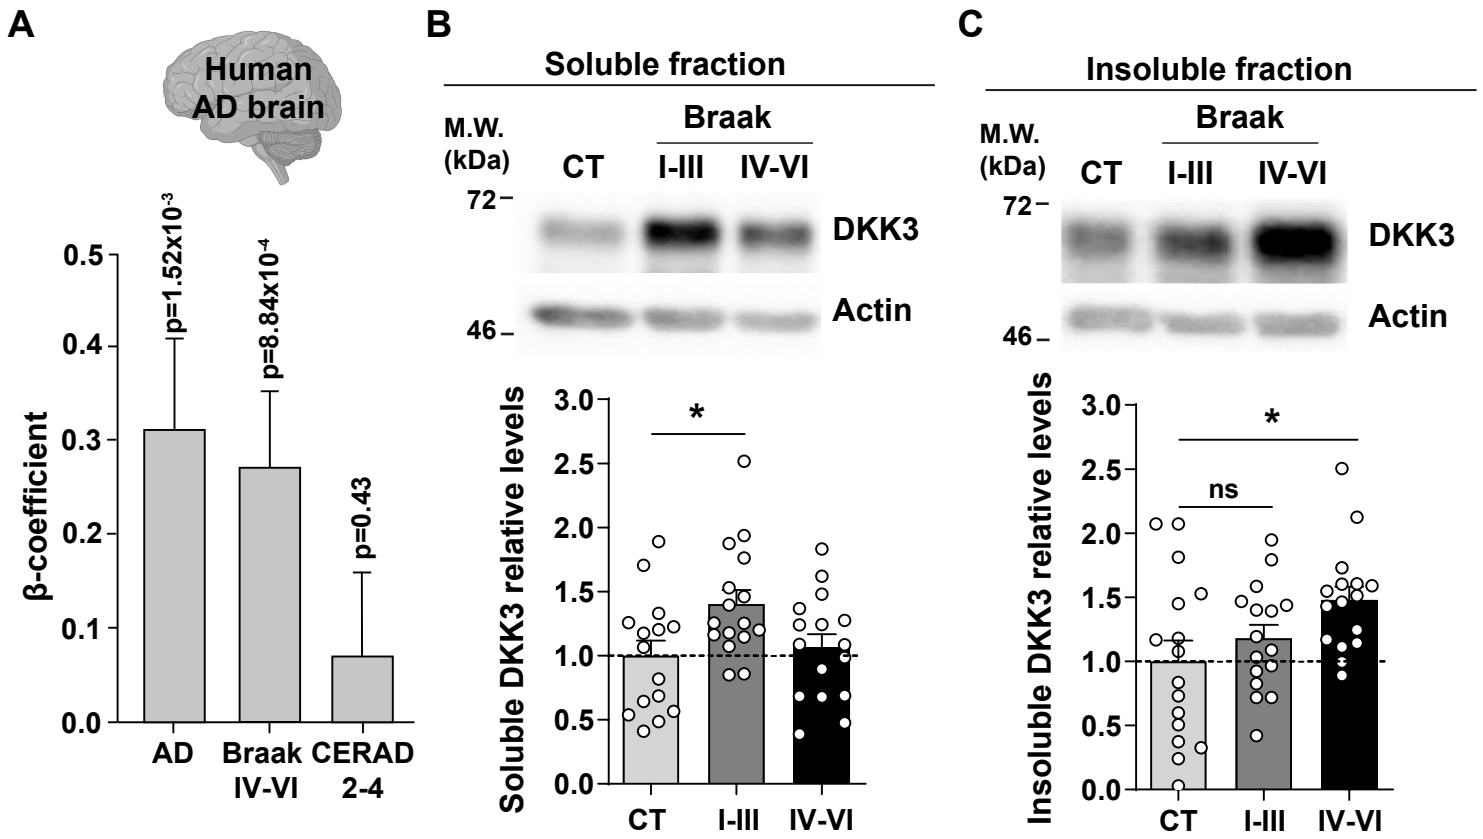 A
Human
AD brain
β-coefficient
0.5
0.4
0.3
0.2
0.1
0.0
p=1.52x10-3
p=8.84x10-4
p=0.43
AD
Braak
IV-VI
CERAD
2-4
B
Soluble fraction
Braak
M.W.
(kDa)
CT
I-III
IV-VI
72
DKK3
46
Actin
Soluble DKK3 relative levels
3.0
2.5
2.0
1.5
1.0
0.5
0.0
*
CT
I-III
IV-VI
C
Insoluble fraction
Braak
M.W.
(kDa)
CT
I-III
IV-VI
72
DKK3
46
Actin
Insoluble DKK3 relative levels
3.0
2.5
2.0
1.5
1.0
0.5
0.0
*
ns
CT
I-III
IV-VI